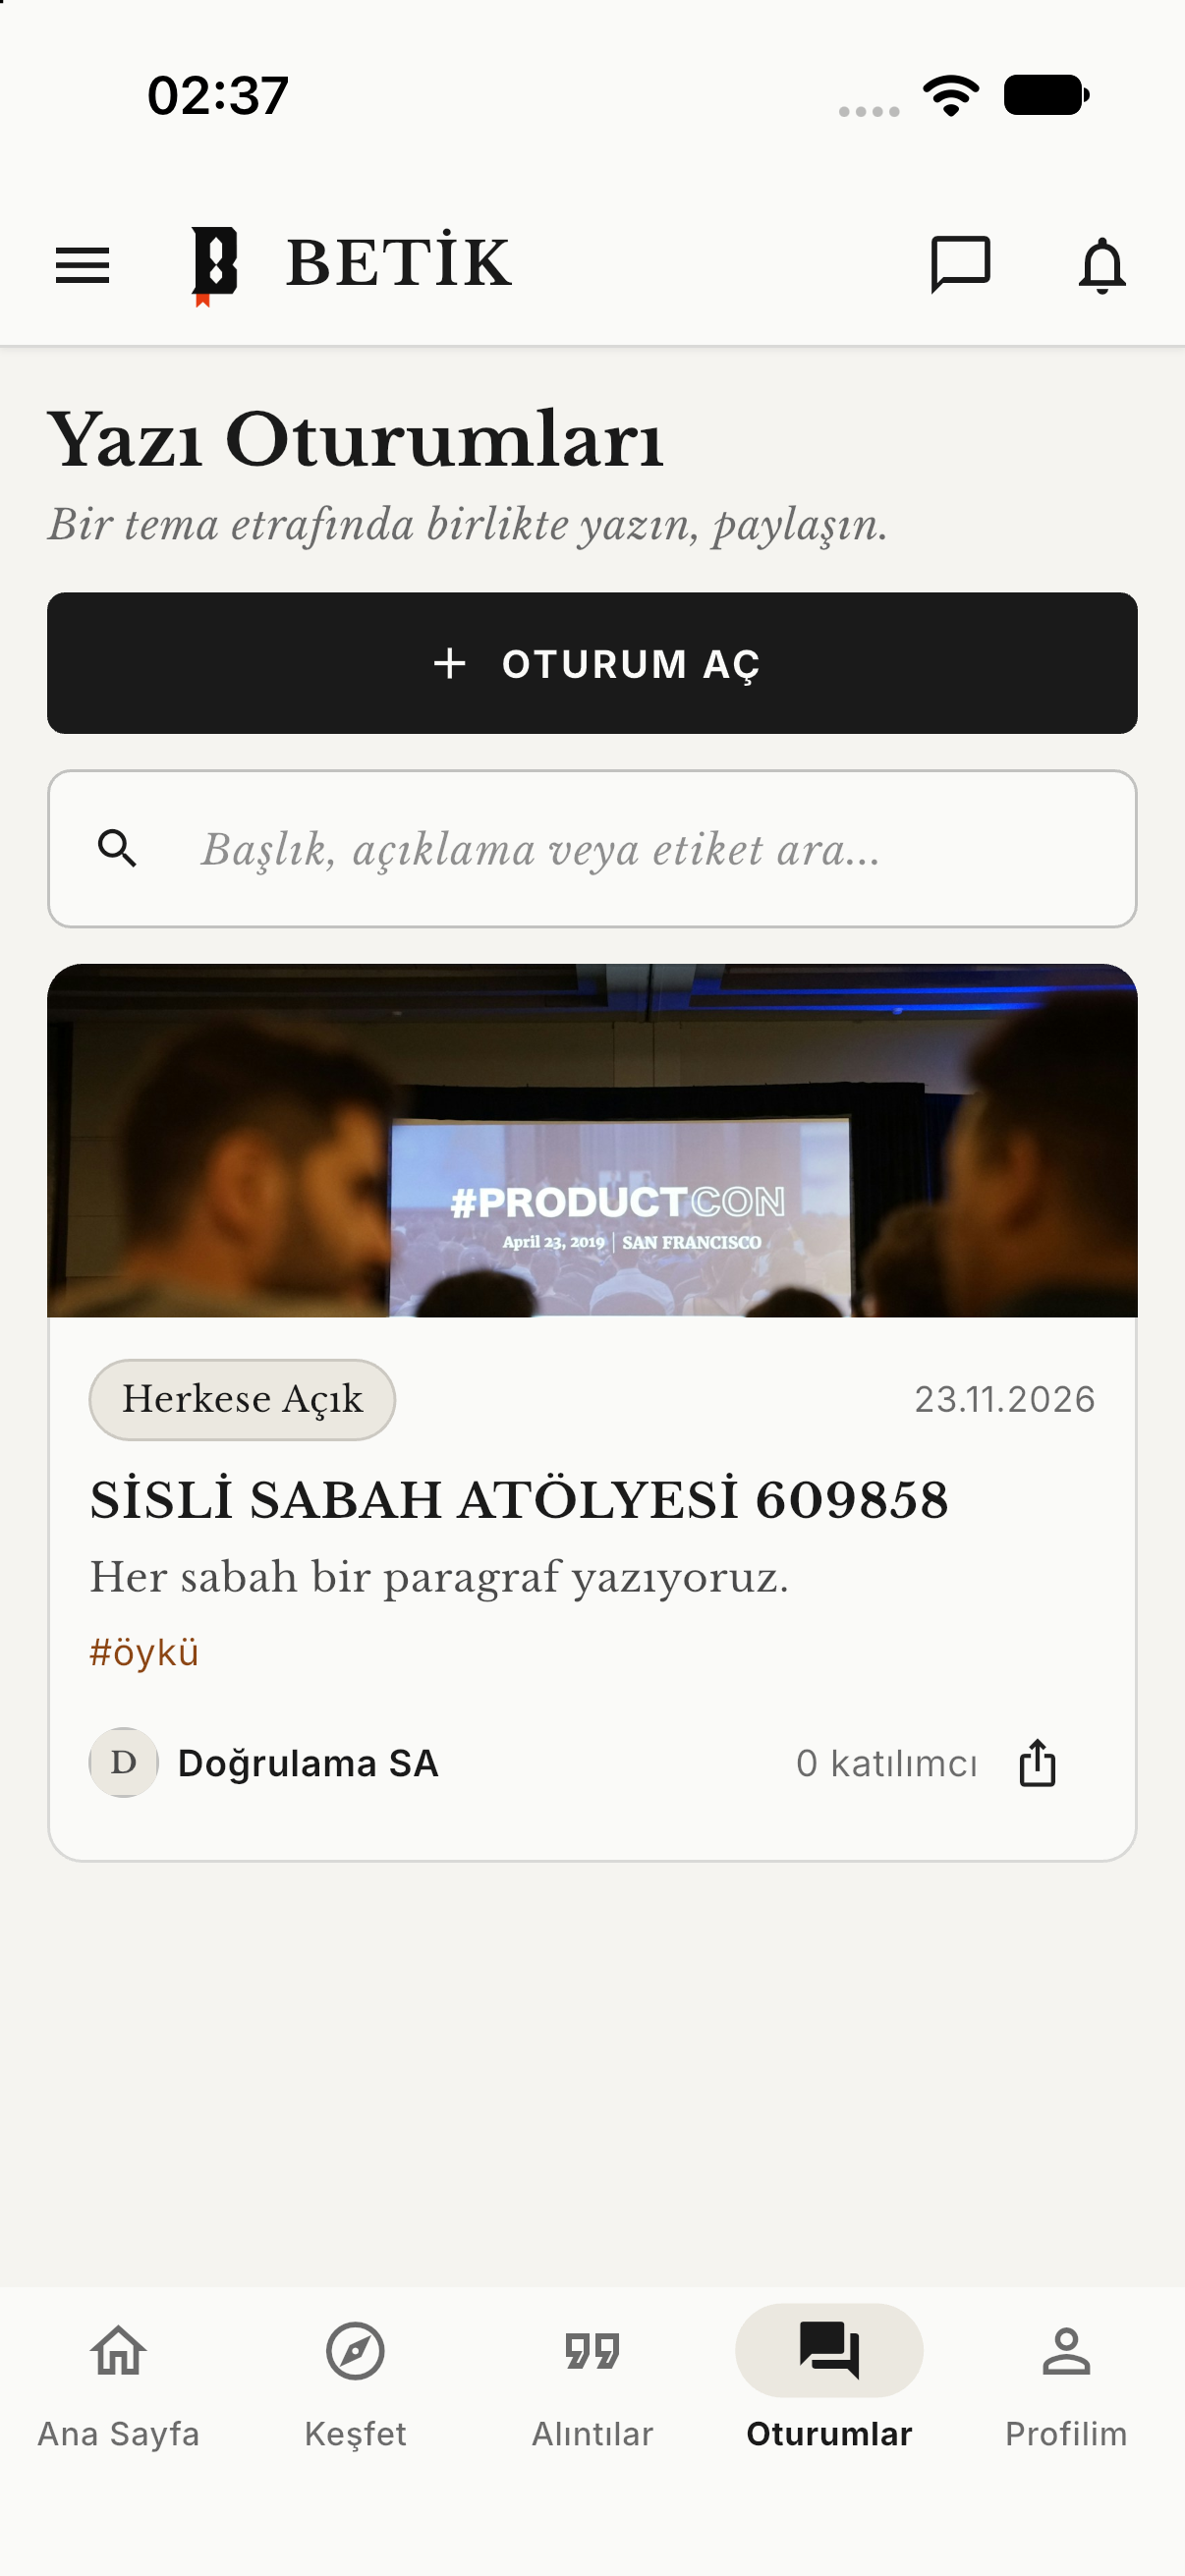 02:37
BETİK
Yazı Oturumları
Bir tema etrafında birlikte yazın, paylaşın.
+ OTURUM AÇ
Başlık, açıklama veya etiket ara...
#PRODUCTCON
April 23, 2019 | SAN FRANCISCO
Herkese Açık 23.11.2026
SİSLİ SABAH ATÖLYESİ 609858
Her sabah bir paragraf yazıyoruz.
#öykü
D Doğrulama SA 0 katılımcı
Ana Sayfa Keşfet Alıntılar Oturumlar Profilim